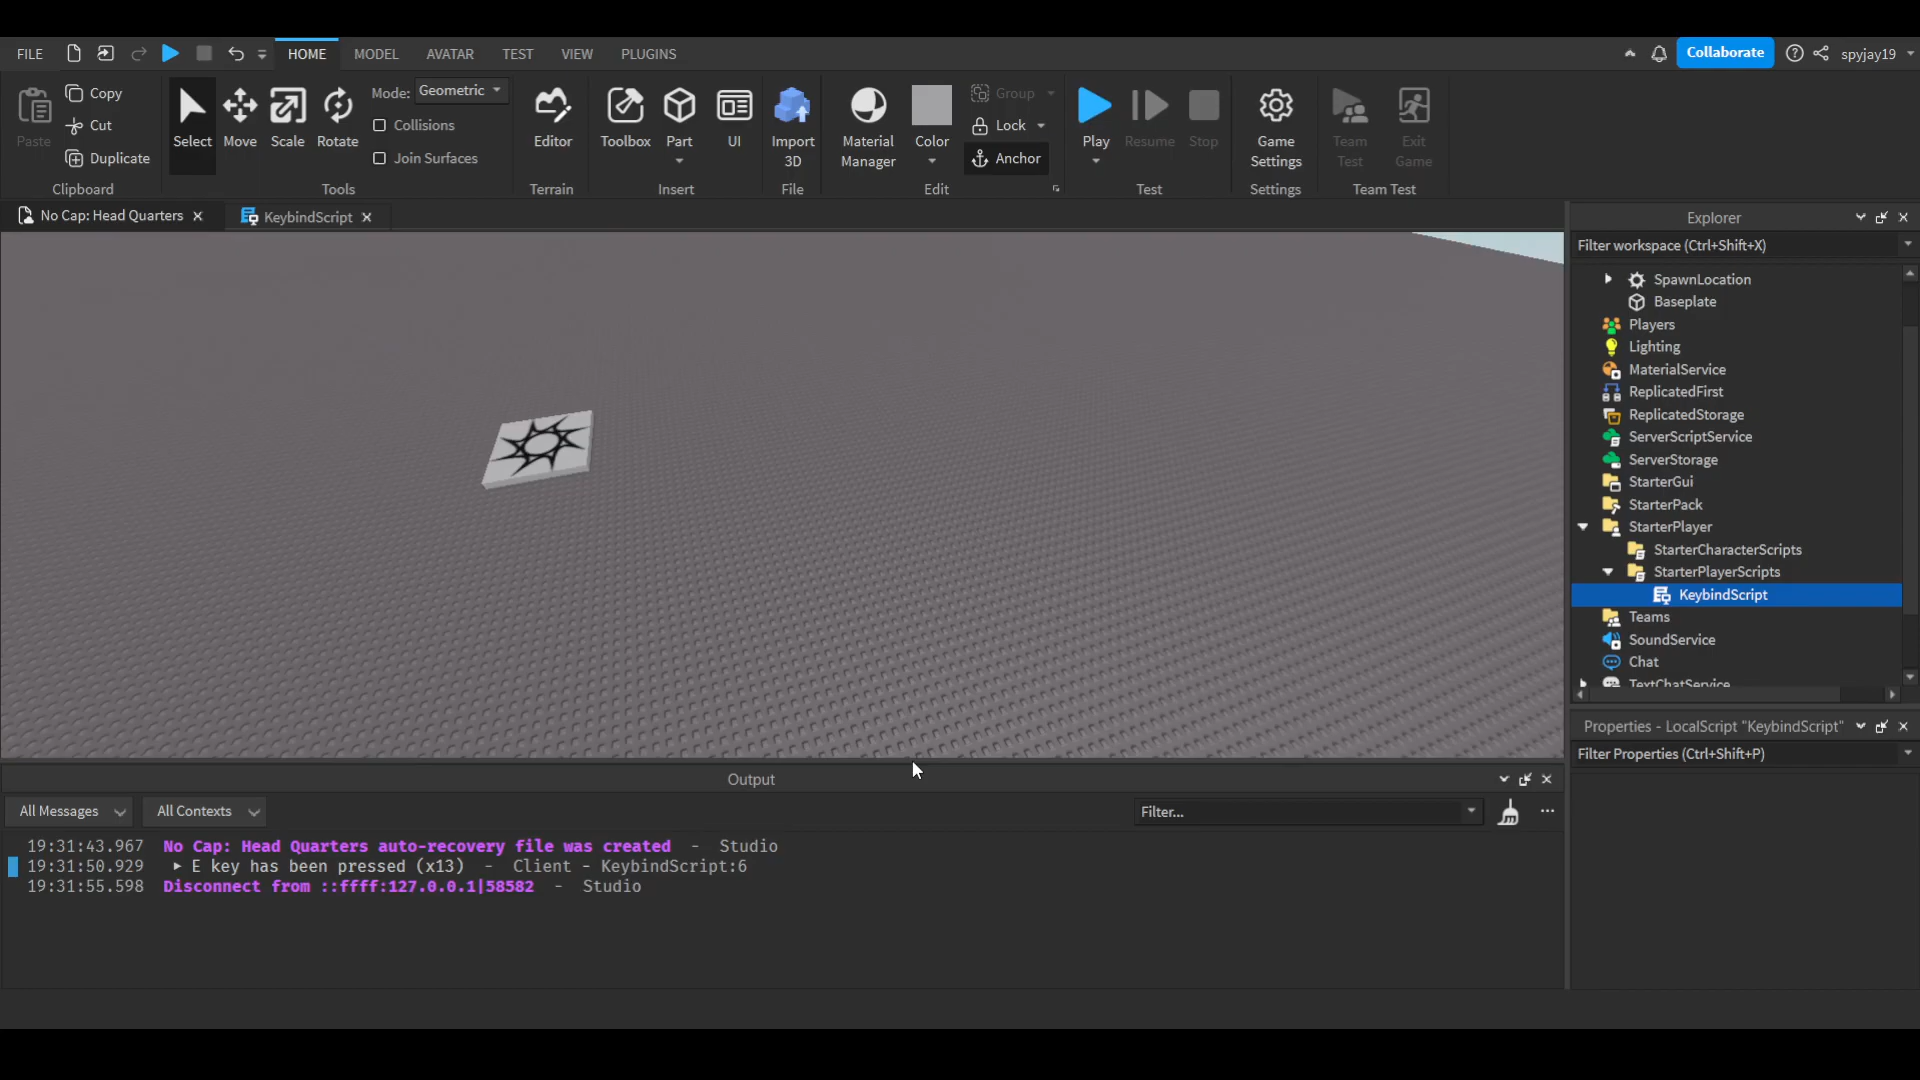 FILE HOME MODEL AVATAR TEST VIEW PLUGINS Collaborate spyjay19
Paste Copy Cut Duplicate Clipboard
Select Move Scale Rotate Mode: Geometric Collisions Join Surfaces Tools
Editor Terrain
Toolbox Part UI Insert
Import 3D File
Material Manager Color Group Lock Anchor Edit
Play Resume Stop Test
Game Settings Settings
Team Test Exit Game Team Test
No Cap: Head Quarters KeybindScript
Explorer
Filter workspace (Ctrl+Shift+X)
SpawnLocation
Baseplate
Players
Lighting
MaterialService
ReplicatedFirst
ReplicatedStorage
ServerScriptService
ServerStorage
StarterGui
StarterPack
StarterPlayer
StarterCharacterScripts
StarterPlayerScripts
KeybindScript
Teams
SoundService
Chat
TextChatService
Properties - LocalScript "KeybindScript"
Filter Properties (Ctrl+Shift+P)
Output
All Messages All Contexts Filter...
19:31:43.967 No Cap: Head Quarters auto-recovery file was created - Studio
19:31:50.929 E key has been pressed (x13) - Client - KeybindScript:6
19:31:55.598 Disconnect from ::ffff:127.0.0.1|58582 - Studio